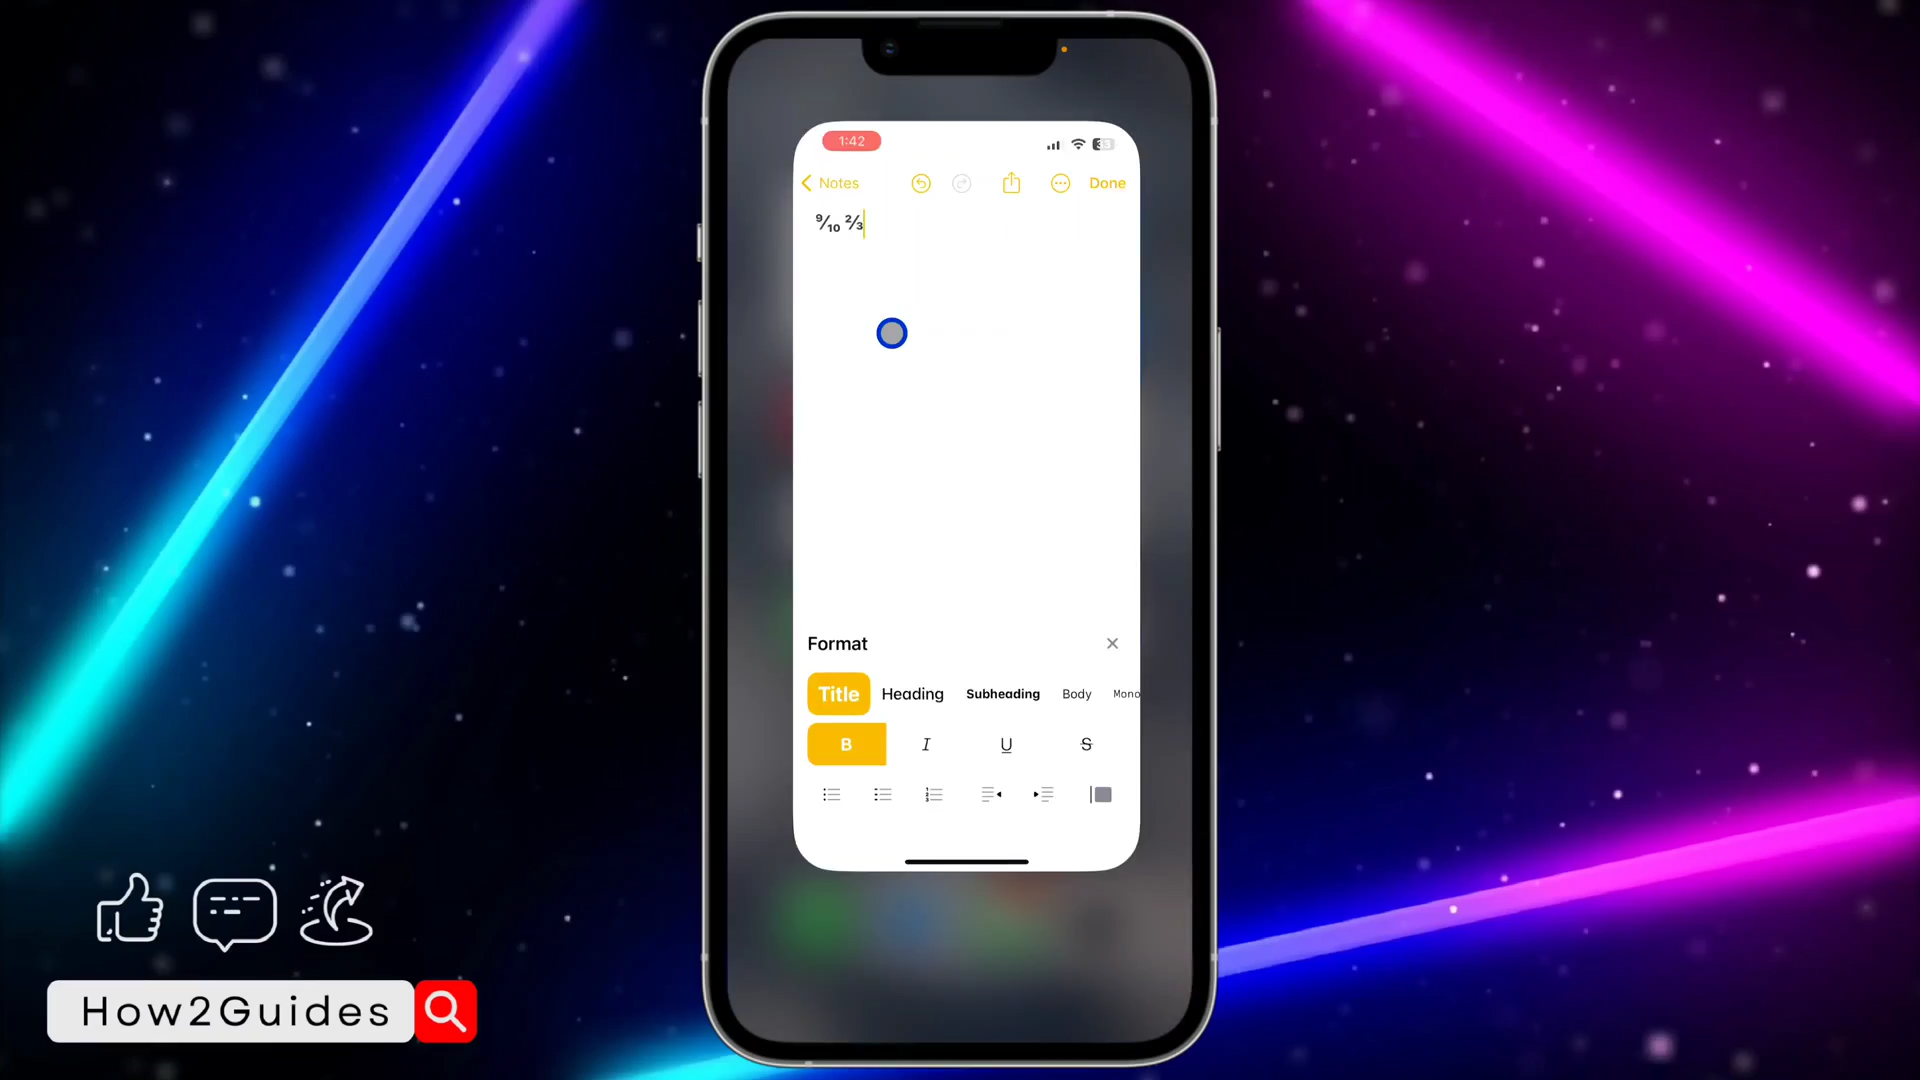 1:42
Notes
Done
⁹⁄₁₀ ⅔
Format
Title Heading Subheading Body Mono
B I U S
How2Guides